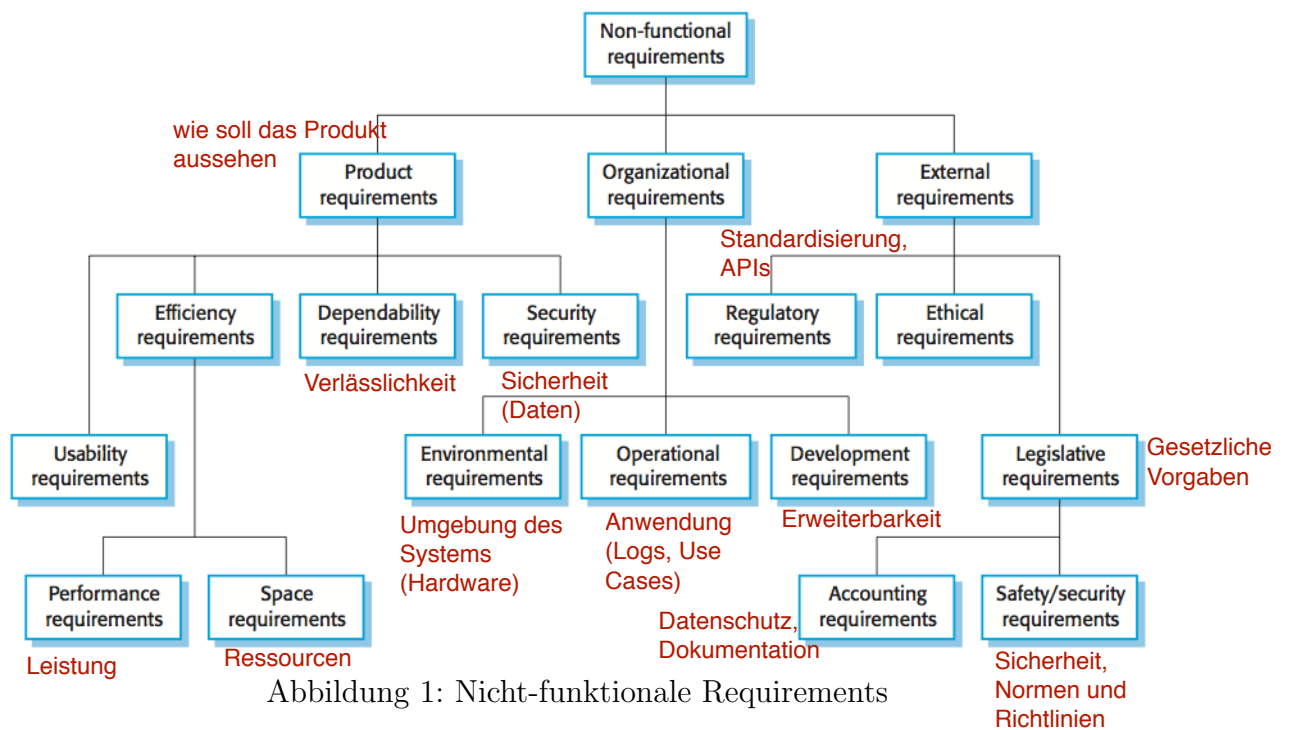 Non-functional
requirements
wie soll das Produkt
aussehen
Product
requirements
Organizational
requirements
External
requirements
Standardisierung,
APIs
Efficiency
requirements
Dependability
requirements
Security
requirements
Regulatory
requirements
Ethical
requirements
Verlässlichkeit
Sicherheit
(Daten)
Usability
requirements
Environmental
requirements
Operational
requirements
Development
requirements
Legislative
requirements
Gesetzliche
Vorgaben
Umgebung des
Systems
(Hardware)
Anwendung
(Logs, Use
Cases)
Erweiterbarkeit
Performance
requirements
Space
requirements
Accounting
requirements
Safety/security
requirements
Leistung
Ressourcen
Datenschutz,
Dokumentation
Sicherheit,
Normen und
Richtlinien
Abbildung 1: Nicht-funktionale Requirements